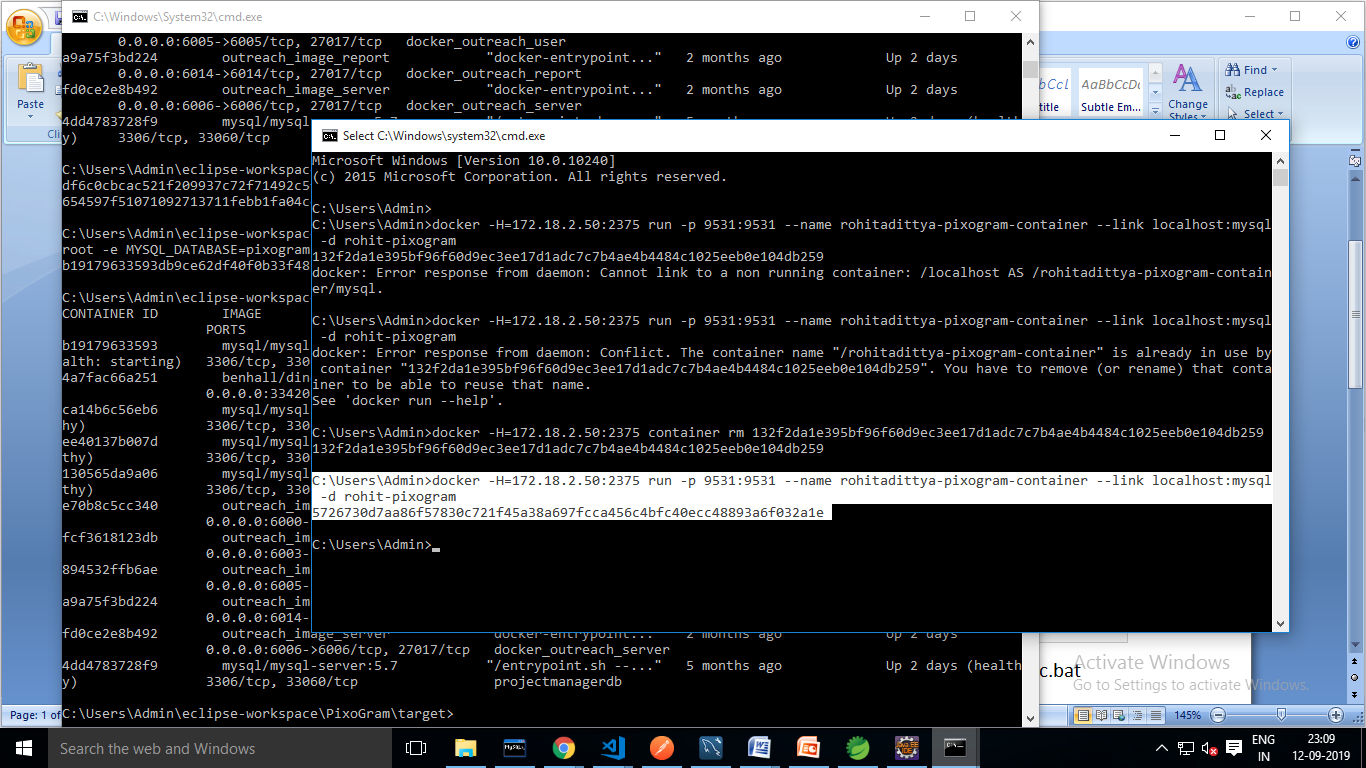 C:\Windows\System32\cmd.exe
0.0.0.0:6005->6005/tcp, 27017/tcp docker_outreach_user
a9a75f3bd224 outreach_image_report "docker-entrypoint..." 2 months ago Up 2 days
0.0.0.0:6014->6014/tcp, 27017/tcp docker_outreach_report
fd0ce2e8b492 outreach_image_server "docker-entrypoint..." 2 months ago Up 2 days
0.0.0.0:6006->6006/tcp, 27017/tcp docker_outreach_server
4dd4783728f9 mysql/mysql
y) 3306/tcp, 33060/tcp
C:\Users\Admin\eclipse-workspac
df6c0cbcac521f209937c72f71492c5
654597f51071092713711febb1fa04c
C:\Users\Admin\eclipse-workspac
root -e MYSQL_DATABASE=pixogram
b19179633593db9ce62df40f0b33f48
C:\Users\Admin\eclipse-workspac
CONTAINER ID IMAGE
PORTS
b19179633593 mysql/mysql
alth: starting) 3306/tcp, 330
4a7fac66a251 benhall/din
0.0.0.0:33420
ca14b6c56eb6 mysql/mysql
hy) 3306/tcp, 330
ee40137b007d mysql/mysql
thy) 3306/tcp, 330
130565da9a06 mysql/mysql
thy) 3306/tcp, 330
e70b8c5cc340 outreach_im
0.0.0.0:6000-
fcf3618123db outreach_im
0.0.0.0:6003-
894532ffb6ae outreach_im
0.0.0.0:6005-
a9a75f3bd224 outreach_im
0.0.0.0:6014-
fd0ce2e8b492 outreach_image_server "docker-entrypoint..." 2 months ago Up 2 days
0.0.0.0:6006->6006/tcp, 27017/tcp docker_outreach_server
4dd4783728f9 mysql/mysql-server:5.7 "/entrypoint.sh --..." 5 months ago Up 2 days (health
y) 3306/tcp, 33060/tcp projectmanagerdb
C:\Users\Admin\eclipse-workspace\PixoGram\target>
Select C:\Windows\system32\cmd.exe
Microsoft Windows [Version 10.0.10240]
(c) 2015 Microsoft Corporation. All rights reserved.
C:\Users\Admin>
C:\Users\Admin>docker -H=172.18.2.50:2375 run -p 9531:9531 --name rohitadittya-pixogram-container --link localhost:mysql
-d rohit-pixogram
132f2da1e395bf96f60d9ec3ee17d1adc7c7b4ae4b4484c1025eeb0e104db259
docker: Error response from daemon: Cannot link to a non running container: /localhost AS /rohitadittya-pixogram-contain
er/mysql.
C:\Users\Admin>docker -H=172.18.2.50:2375 run -p 9531:9531 --name rohitadittya-pixogram-container --link localhost:mysql
-d rohit-pixogram
docker: Error response from daemon: Conflict. The container name "/rohitadittya-pixogram-container" is already in use by
container "132f2da1e395bf96f60d9ec3ee17d1adc7c7b4ae4b4484c1025eeb0e104db259". You have to remove (or rename) that conta
iner to be able to reuse that name.
See 'docker run --help'.
C:\Users\Admin>docker -H=172.18.2.50:2375 container rm 132f2da1e395bf96f60d9ec3ee17d1adc7c7b4ae4b4484c1025eeb0e104db259
132f2da1e395bf96f60d9ec3ee17d1adc7c7b4ae4b4484c1025eeb0e104db259
C:\Users\Admin>docker -H=172.18.2.50:2375 run -p 9531:9531 --name rohitadittya-pixogram-container --link localhost:mysql
-d rohit-pixogram
5726730d7aa86f57830c721f45a38a697fcca456c4bfc40ecc48893a6f032a1e
C:\Users\Admin>
Paste
AaBbCcDc
Subtle Em...
Change
Styles
Find
Replace
Select
c.bat
Activate Windows
Go to Settings to activate Windows.
Page: 1 of
145%
Search the web and Windows
ENG
IN
23:09
12-09-2019